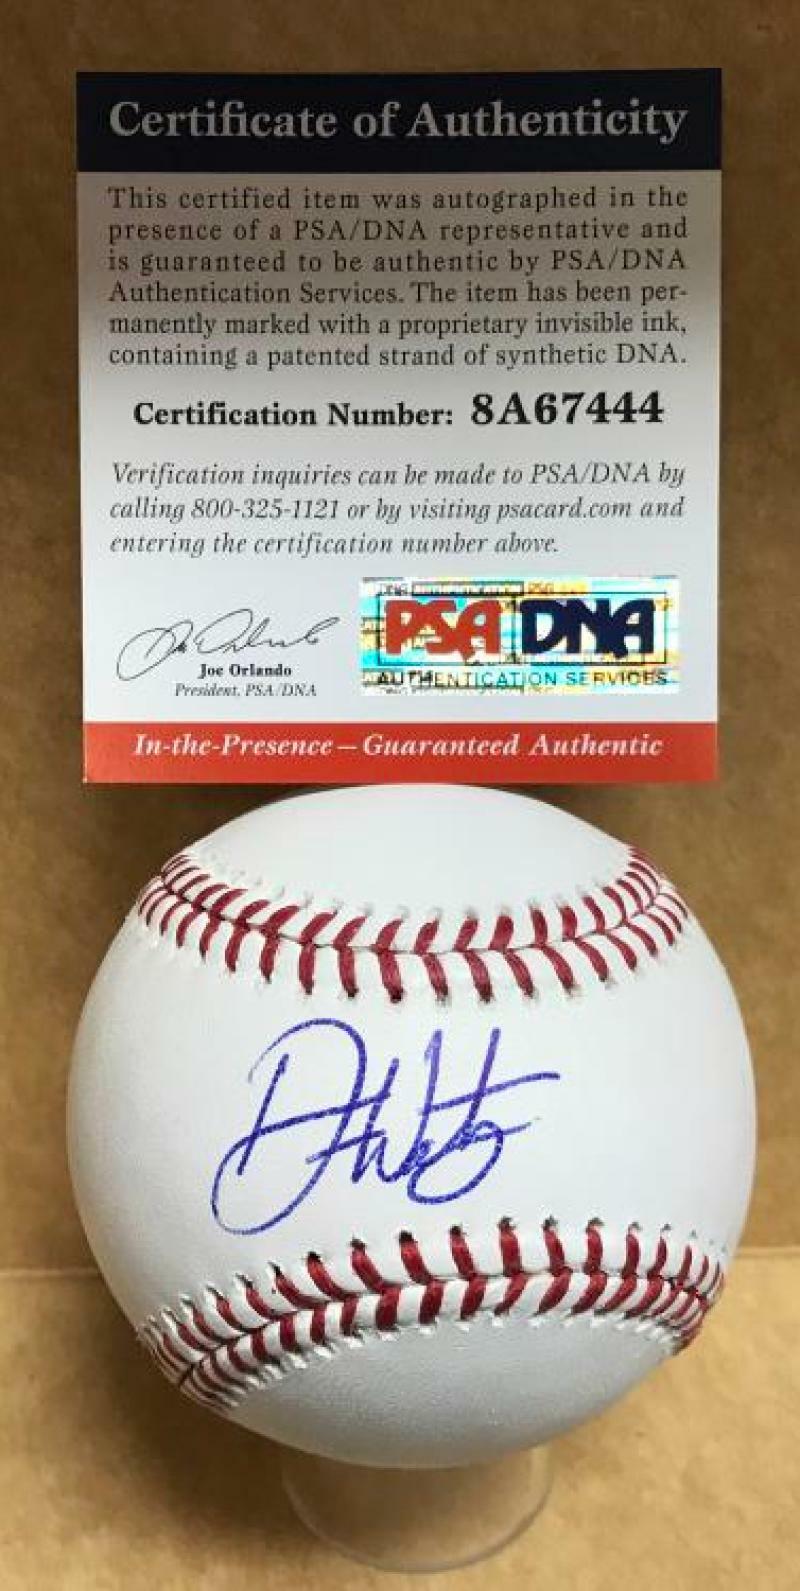 Certificate of Authenticity
This certified item was autographed in the
presence of a PSA/DNA representative and
is guaranteed to be authentic by PSA/DNA
Authentication Services. The item has been per-
manently marked with a proprietary invisible ink,
containing a patented strand of synthetic DNA.
Certification Number: 8A67444
Verification inquiries can be made to PSA/DNA by
calling 800-325-1121 or by visiting psacard.com and
entering the certification number above.
PSA DNA
AUTHENTICATION SERVICES
Joe Orlando
President, PSA/DNA
In-the-Presence – Guaranteed Authentic